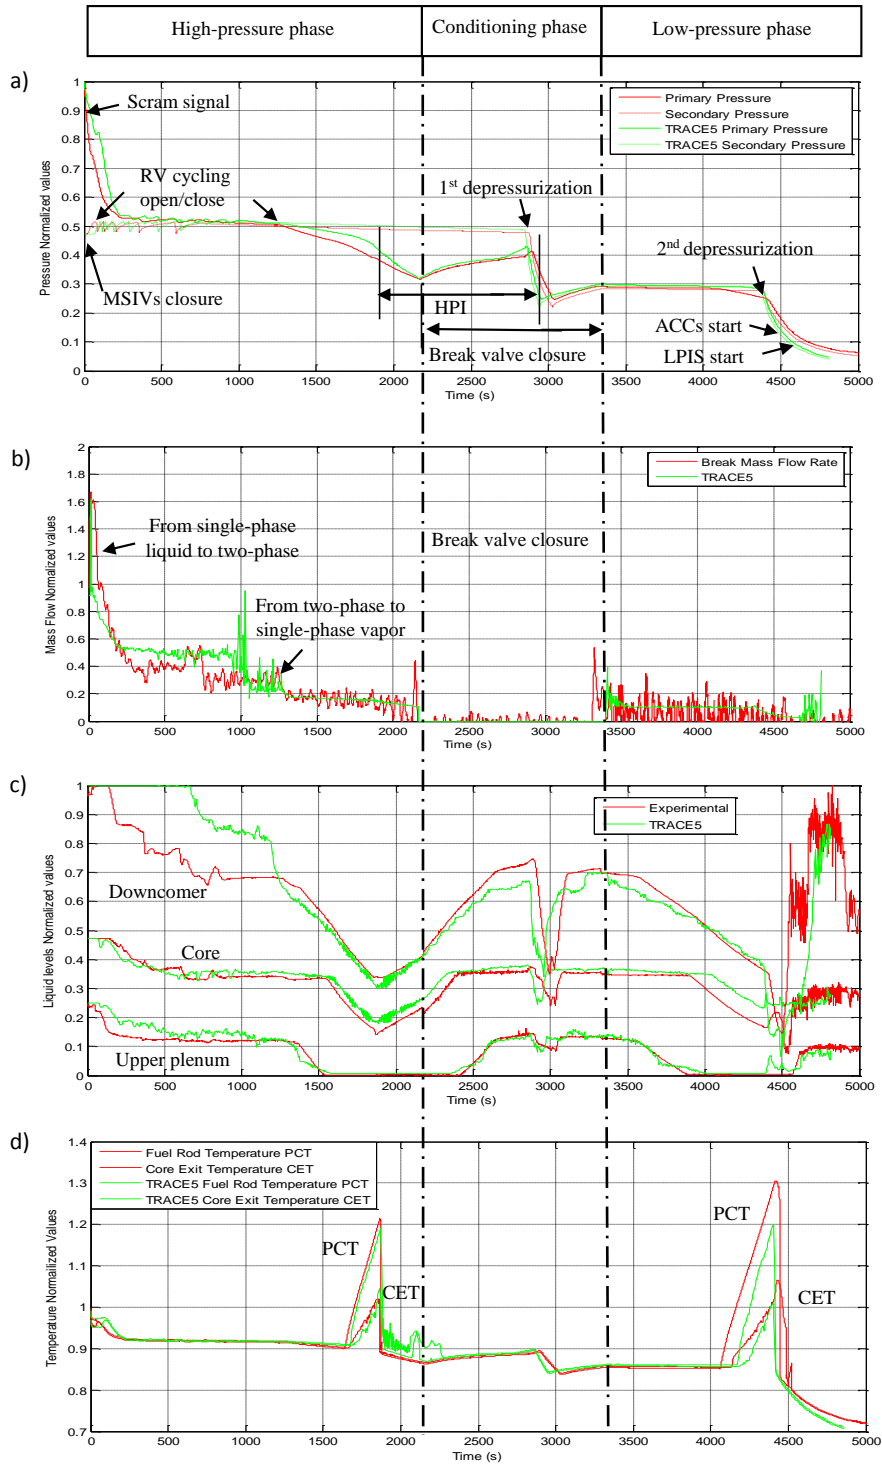 High-pressure phase
Conditioning phase
Low-pressure phase
a)
Pressure Normalized values
1
0.9
0.8
0.7
0.6
0.5
0.4
0.3
0.2
0.1
0
Scram signal
RV cycling
open/close
MSIVs closure
1st depressurization
HPI
Break valve closure
2nd depressurization
ACCs start
LPIS start
Primary Pressure
Secondary Pressure
TRACE5 Primary Pressure
TRACE5 Secondary Pressure
0 500 1000 1500 2000 2500 3000 3500 4000 4500 5000
Time (s)
b)
Mass Flow Normalized values
2
1.8
1.6
1.4
1.2
1
0.8
0.6
0.4
0.2
0
Break Mass Flow Rate
TRACE5
From single-phase
liquid to two-phase
Break valve closure
From two-phase to
single-phase vapor
0 500 1000 1500 2000 2500 3000 3500 4000 4500 5000
Time (s)
c)
Liquid levels Normalized values
1
0.9
0.8
0.7
0.6
0.5
0.4
0.3
0.2
0.1
0
Experimental
TRACE5
Downcomer
Core
Upper plenum
0 500 1000 1500 2000 2500 3000 3500 4000 4500 5000
Time (s)
d)
Temperature Normailized Values
1.4
1.3
1.2
1.1
1
0.9
0.8
0.7
Fuel Rod Temperature PCT
Core Exit Temperature CET
TRACE5 Fuel Rod Temperature PCT
TRACE5 Core Exit Temperature CET
PCT
CET
PCT
CET
0 500 1000 1500 2000 2500 3000 3500 4000 4500 5000
Time (s)